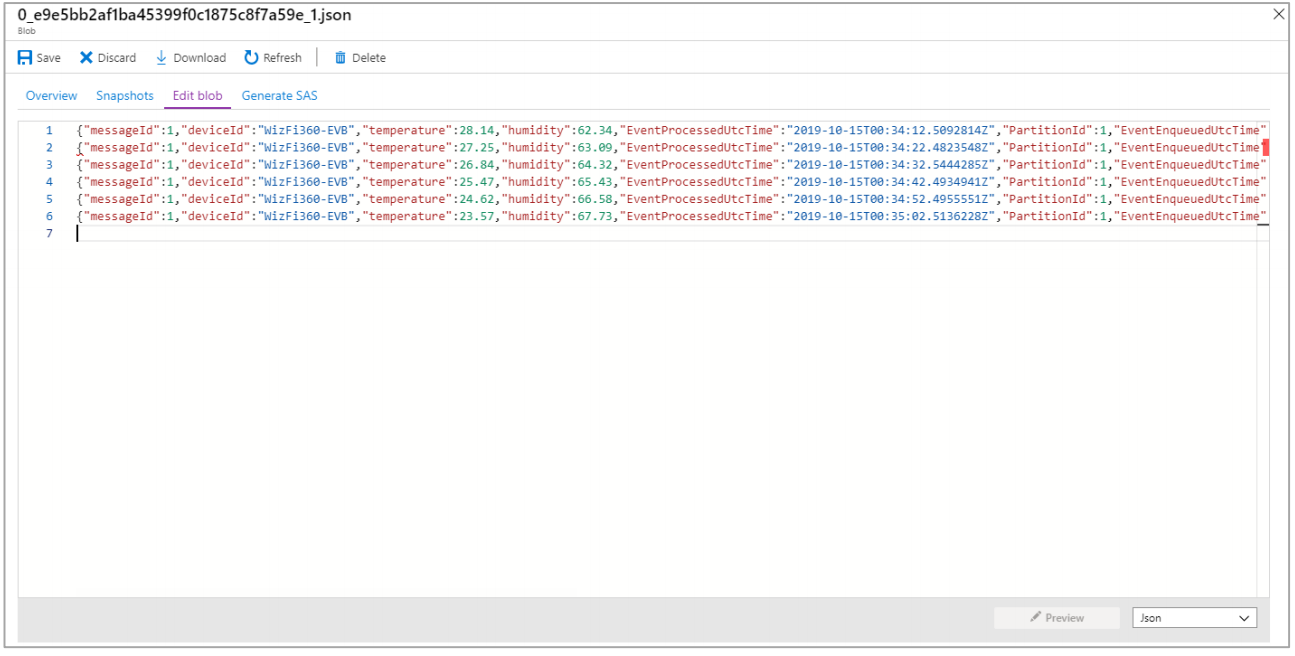 0_e9e5bb2af1ba45399f0c1875c8f7a59e_1.json
Blob
Save Discard Download Refresh Delete
Overview Snapshots Edit blob Generate SAS
1 {"messageId":1,"deviceId":"WizFi360-EVB","temperature":28.14,"humidity":62.34,"EventProcessedUtcTime":"2019-10-15T00:34:12.5092814Z","PartitionId":1,"EventEnqueuedUtcTime"
2 {"messageId":1,"deviceId":"WizFi360-EVB","temperature":27.25,"humidity":63.09,"EventProcessedUtcTime":"2019-10-15T00:34:22.4823548Z","PartitionId":1,"EventEnqueuedUtcTime"
3 {"messageId":1,"deviceId":"WizFi360-EVB","temperature":26.84,"humidity":64.32,"EventProcessedUtcTime":"2019-10-15T00:34:32.5444285Z","PartitionId":1,"EventEnqueuedUtcTime"
4 {"messageId":1,"deviceId":"WizFi360-EVB","temperature":25.47,"humidity":65.43,"EventProcessedUtcTime":"2019-10-15T00:34:42.4934941Z","PartitionId":1,"EventEnqueuedUtcTime"
5 {"messageId":1,"deviceId":"WizFi360-EVB","temperature":24.62,"humidity":66.58,"EventProcessedUtcTime":"2019-10-15T00:34:52.4955551Z","PartitionId":1,"EventEnqueuedUtcTime"
6 {"messageId":1,"deviceId":"WizFi360-EVB","temperature":23.57,"humidity":67.73,"EventProcessedUtcTime":"2019-10-15T00:35:02.5136228Z","PartitionId":1,"EventEnqueuedUtcTime"
7
Preview Json